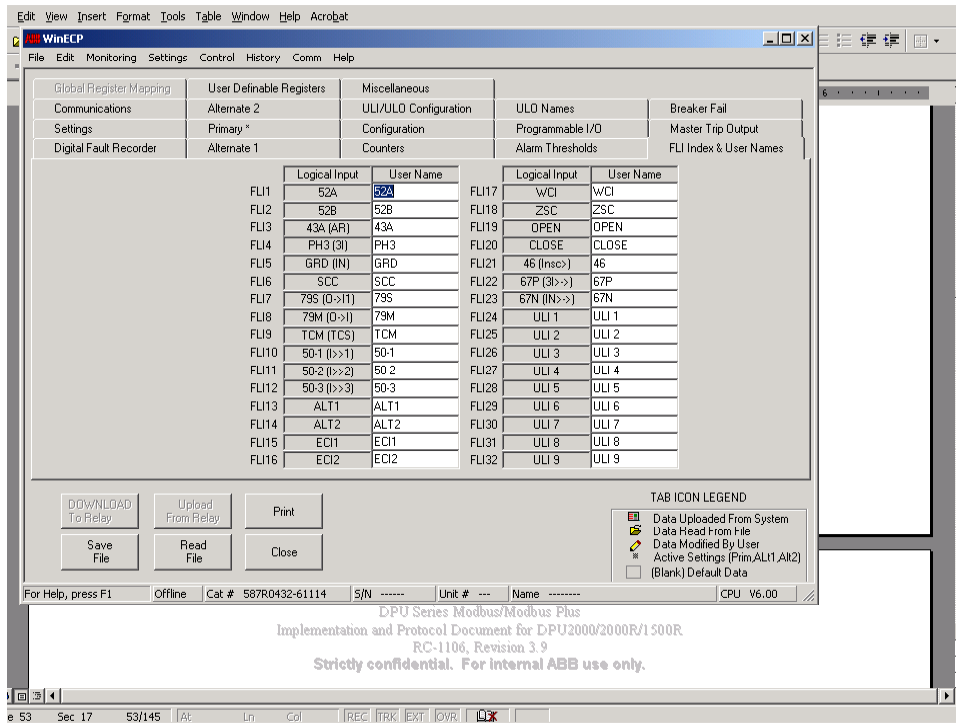 Edit View Insert Format Tools Table Window Help Acrobat
ABB WinECP
File Edit Monitoring Settings Control History Comm Help
6
Global Register Mapping User Definable Registers Miscellaneous
Communications Alternate 2 ULI/ULO Configuration ULO Names Breaker Fail
Settings Primary * Configuration Programmable I/O Master Trip Output
Digital Fault Recorder Alternate 1 Counters Alarm Thresholds FLI Index & User Names
Logical Input User Name Logical Input User Name
FLI1 52A 52A FLI17 WCI WCI
FLI2 52B 52B FLI18 ZSC ZSC
FLI3 43A (AR) 43A FLI19 OPEN OPEN
FLI4 PH3 (3I) PH3 FLI20 CLOSE CLOSE
FLI5 GRD (IN) GRD FLI21 46 (Insc>) 46
FLI6 SCC SCC FLI22 67P (3I>->) 67P
FLI7 79S (O->I1) 79S FLI23 67N (IN>->) 67N
FLI8 79M (O->I) 79M FLI24 ULI 1 ULI 1
FLI9 TCM (TCS) TCM FLI25 ULI 2 ULI 2
FLI10 50-1 (I>>1) 50-1 FLI26 ULI 3 ULI 3
FLI11 50-2 (I>>2) 50 2 FLI27 ULI 4 ULI 4
FLI12 50-3 (I>>3) 50-3 FLI28 ULI 5 ULI 5
FLI13 ALT1 ALT1 FLI29 ULI 6 ULI 6
FLI14 ALT2 ALT2 FLI30 ULI 7 ULI 7
FLI15 ECI1 ECI1 FLI31 ULI 8 ULI 8
FLI16 ECI2 ECI2 FLI32 ULI 9 ULI 9
DOWNLOAD To Relay Upload From Relay Print
Save File Read File Close
TAB ICON LEGEND
Data Uploaded From System
Data Read From File
Data Modified By User
* Active Settings (Prim,ALt1,Alt2)
(Blank) Default Data
For Help, press F1 Offline Cat # 587R0432-61114 S/N ------ Unit # --- Name -------- CPU V6.00
DPU Series Modbus/Modbus Plus
Implementation and Protocol Document for DPU2000/2000R/1500R
RC-1106, Revision 3.9
Strictly confidential. For internal ABB use only.
e 53 Sec 17 53/145 At Ln Col REC TRK EXT OVR